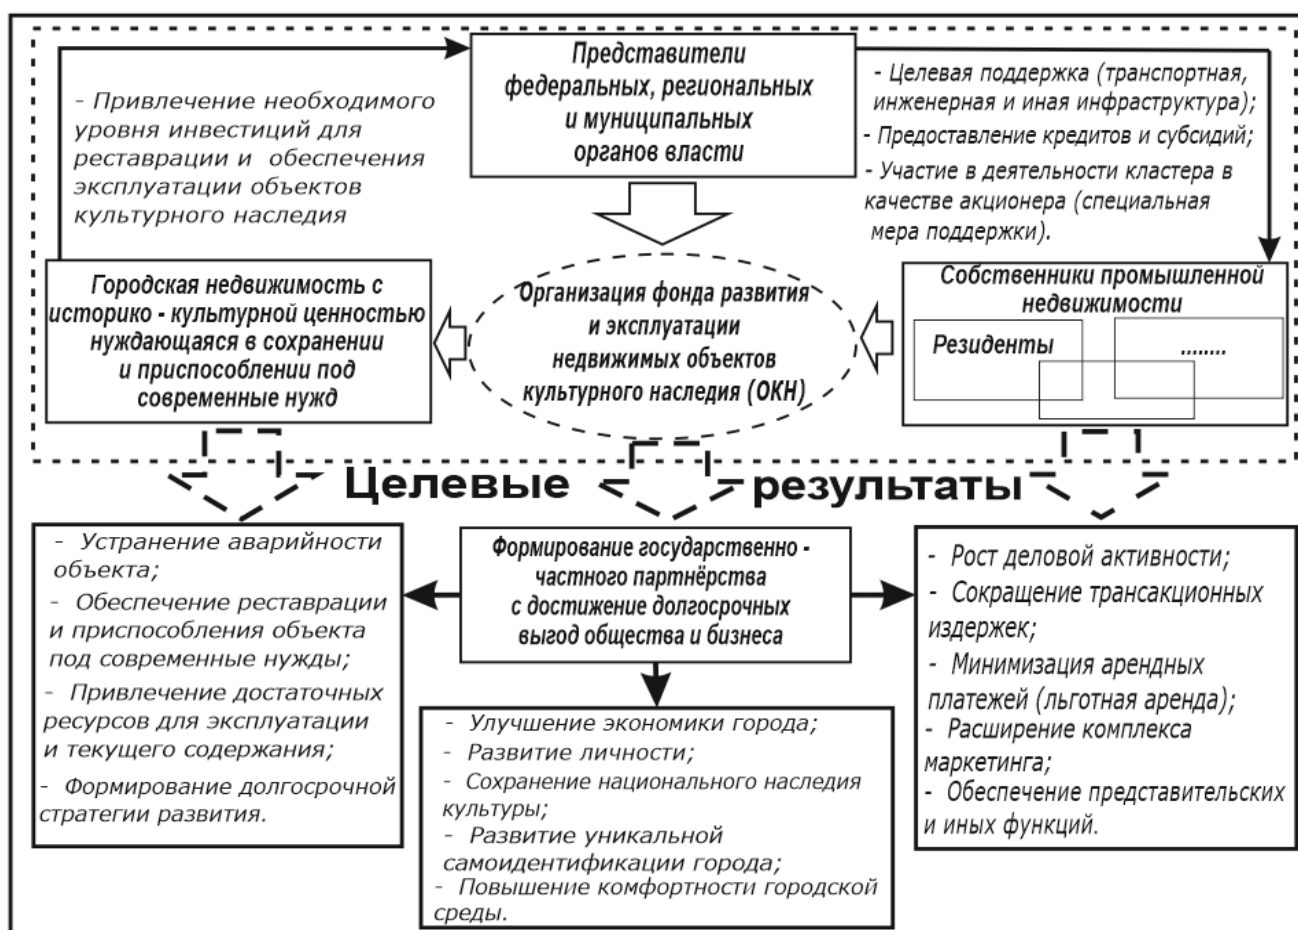 Представители
федеральных, региональных
и муниципальных
органов власти
- Привлечение необходимого
уровня инвестиций для
реставрации и обеспечения
эксплуатации объектов
культурного наследия
- Целевая поддержка (транспортная,
инженерная и иная инфраструктура);
- Предоставление кредитов и субсидий;
- Участие в деятельности кластера в
качестве акционера (специальная
мера поддержки).
Городская недвижимость с
историко - культурной ценностью
нуждающаяся в сохранении
и приспособлении под
современные нужд
Организация фонда развития
и эксплуатации
недвижимых объектов
культурного наследия (ОКН)
Собственники промышленной
недвижимости
Резиденты ........
Целевые результаты
- Устранение аварийности
объекта;
- Обеспечение реставрации
и приспособления объекта
под современные нужды;
- Привлечение достаточных
ресурсов для эксплуатации
и текущего содержания;
- Формирование долгосрочной
стратегии развития.
Формирование государственно -
частного партнёрства
с достижение долгосрочных
выгод общества и бизнеса
- Улучшение экономики города;
- Развитие личности;
- Сохранение национального наследия
культуры;
- Развитие уникальной
самоидентификации города;
- Повышение комфортности городской
среды.
- Рост деловой активности;
- Сокращение трансакционных
издержек;
- Минимизация арендных
платежей (льготная аренда);
- Расширение комплекса
маркетинга;
- Обеспечение представительских
и иных функций.